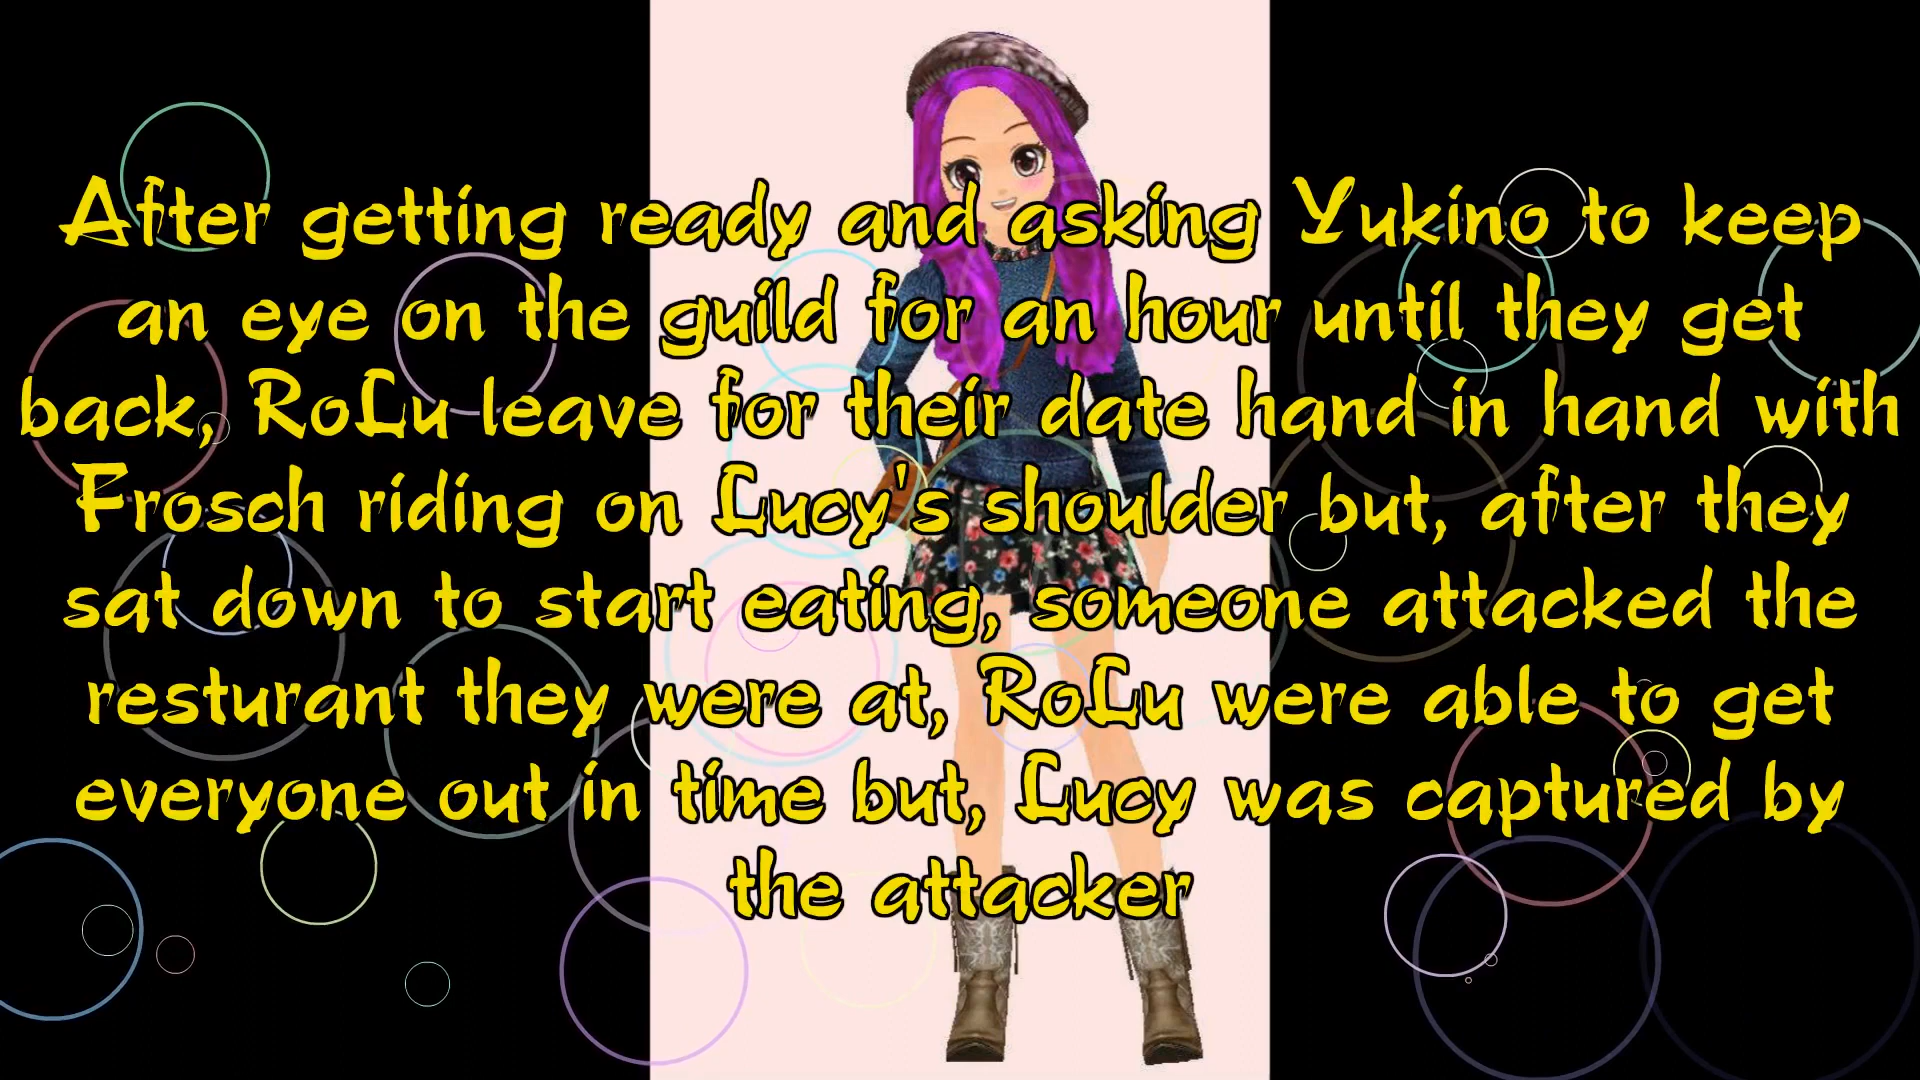 After getting ready and asking Yukino to keep
an eye on the guild for an hour until they get
back, RoLu leave for their date hand in hand with
Frosch riding on Lucy's shoulder but, after they
sat down to start eating, someone attacked the
resturant they were at, RoLu were able to get
everyone out in time but, Lucy was captured by
the attacker